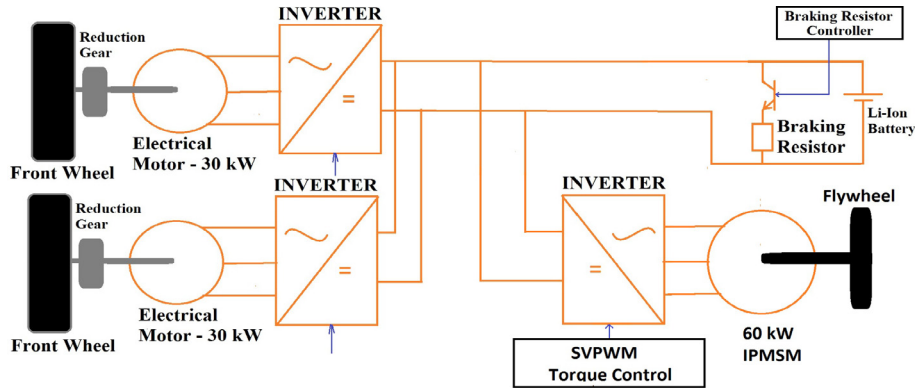 INVERTER
Braking Resistor
Controller
Reduction
Gear
=
Li-Ion
Battery
Braking
Resistor
Electrical
Motor - 30 kW
Front Wheel
INVERTER
INVERTER
Flywheel
Reduction
Gear
=
=
Electrical
Motor - 30 kW
Front Wheel
60 kW
IPMSM
SVPWM
Torque Control